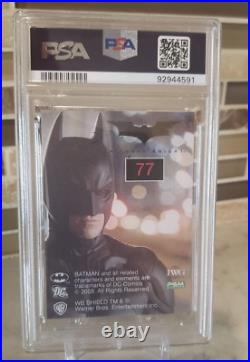 PSA
PSA
92944591
77
BATMAN and all related
characters and elements are
trademarks of DC Comics
© 2008. All Rights Reserved.
WB SHIELD: TM & ©
Warner Bros. Entertainment Inc.
DC